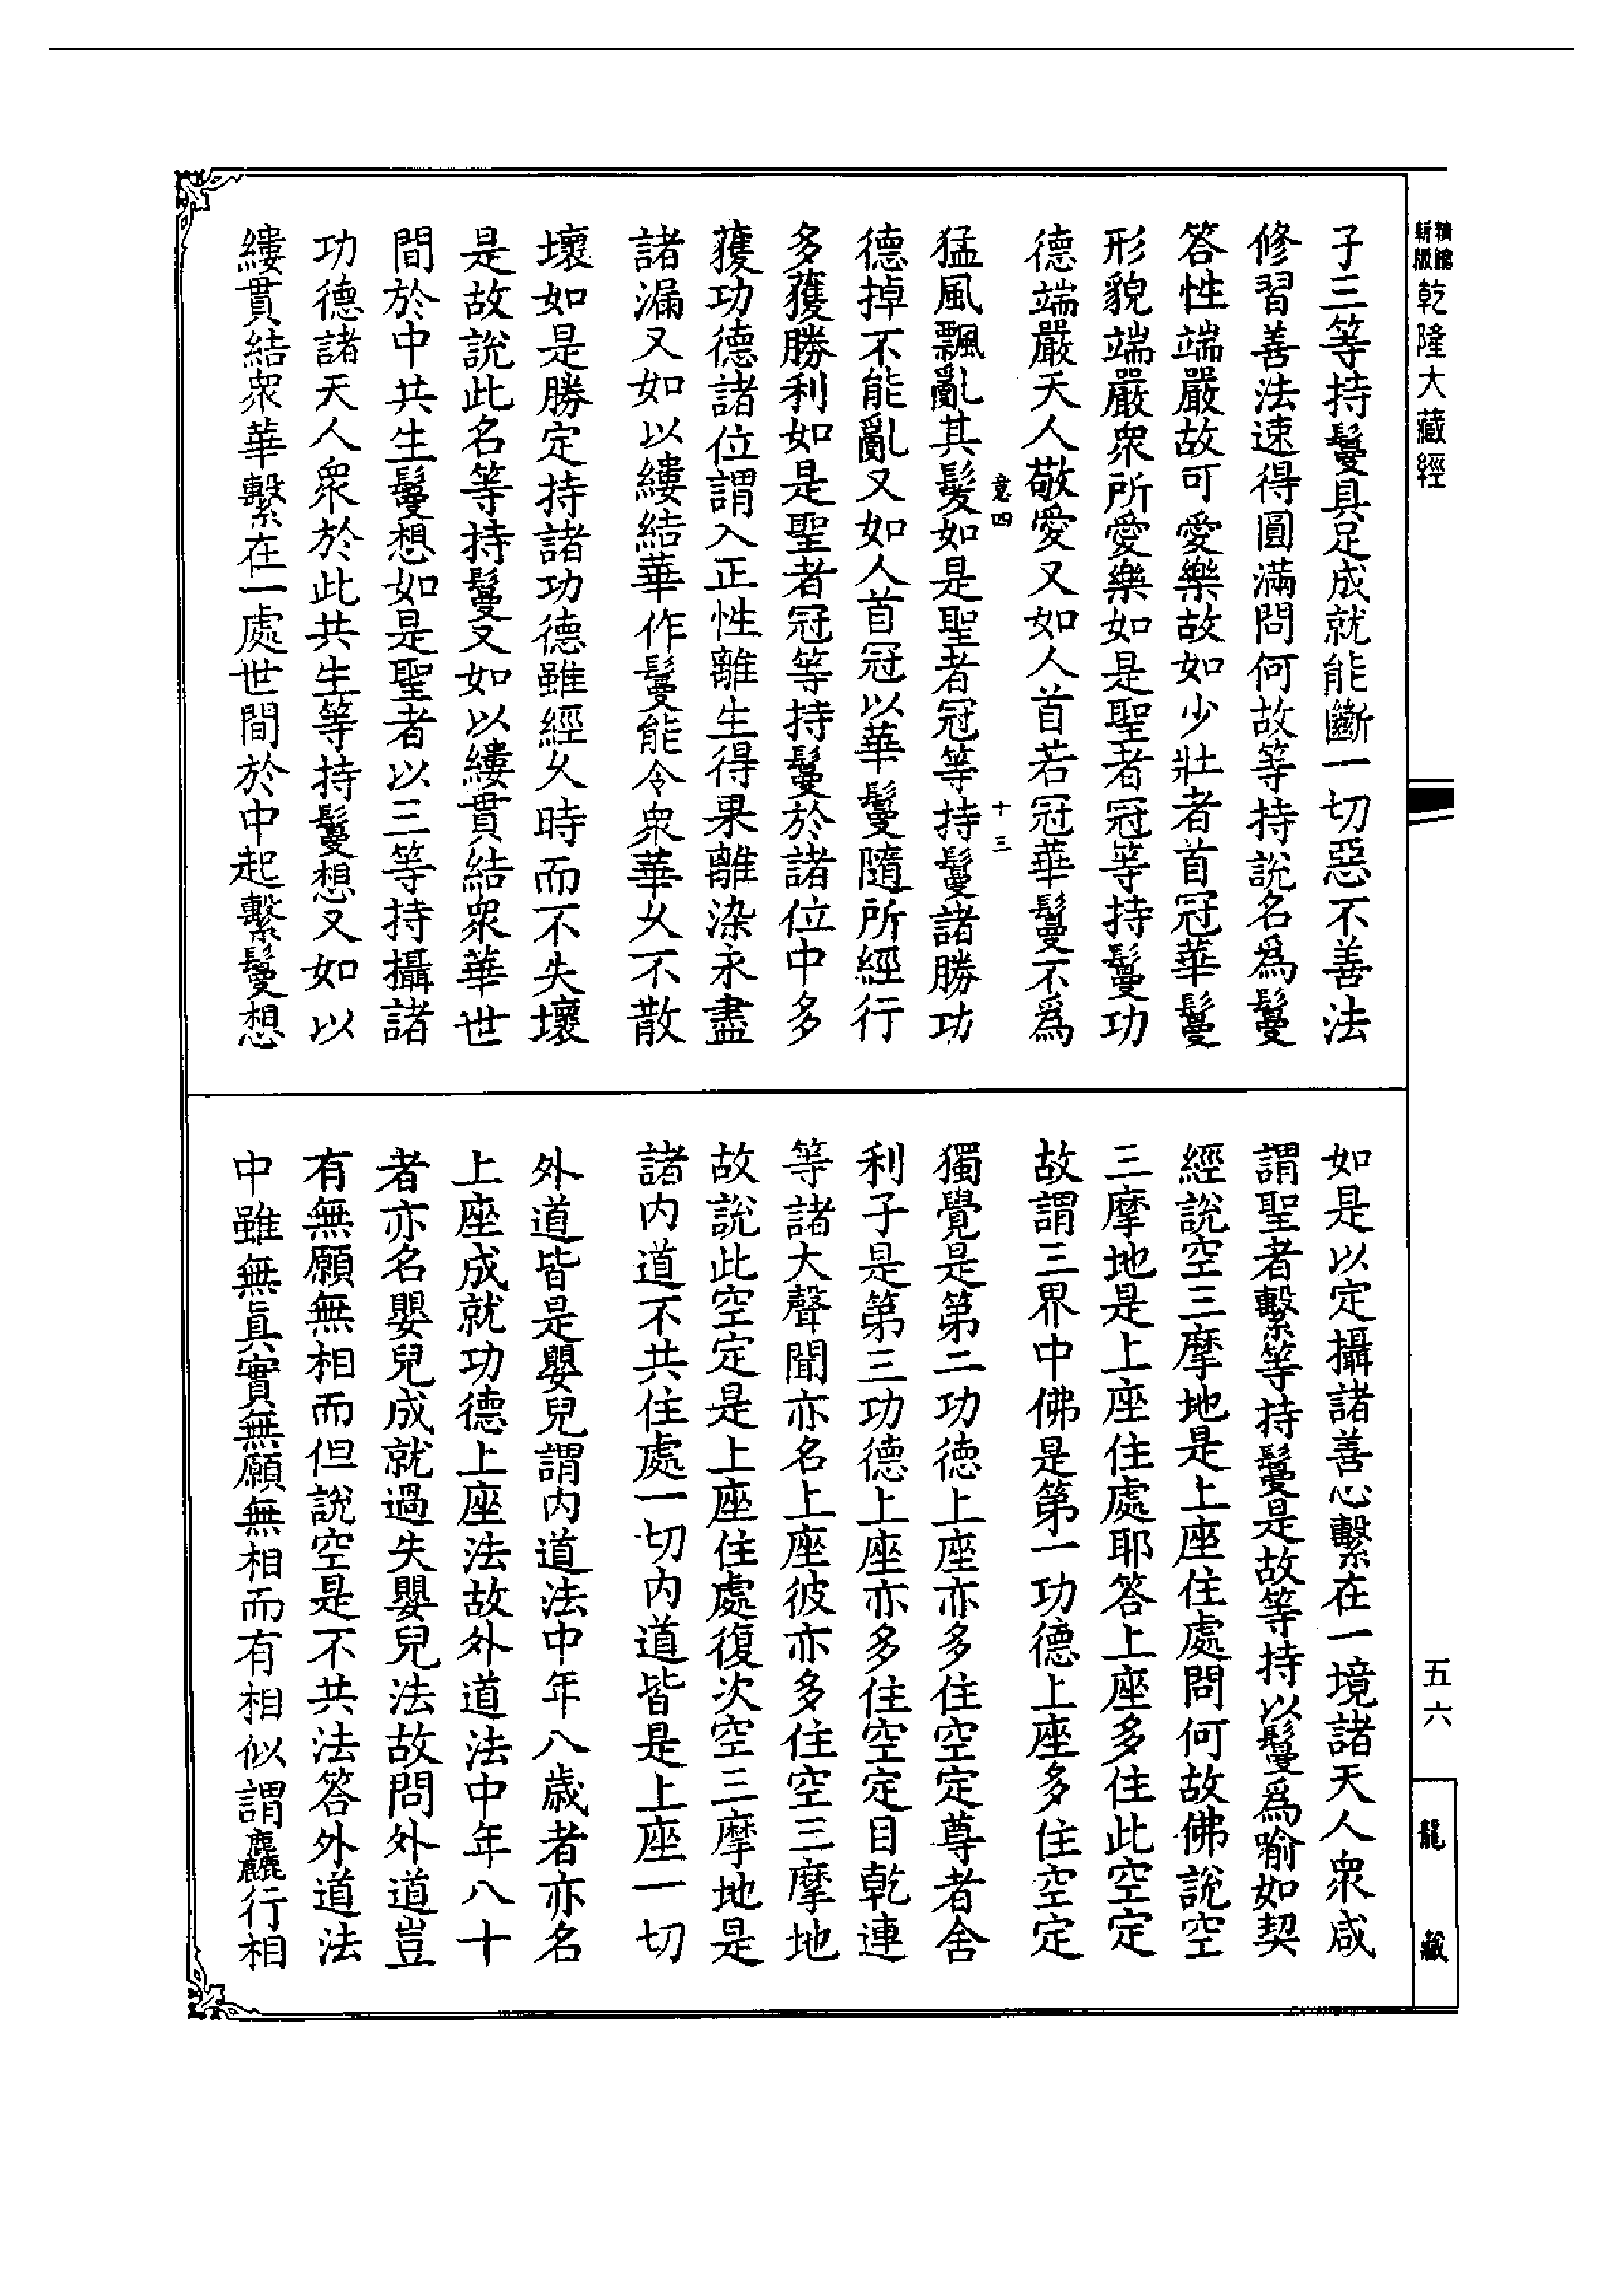 精縮
新版
乾隆大藏經
子三等持鬘具足成就能斷一切惡不善法
修習善法速得圓滿問何故等持說名爲鬘
答性端嚴故可愛樂故如少壯者首冠華鬘
形貌端嚴衆所愛樂如是聖者冠等持鬘功
德端嚴天人敬愛又如人首若冠華鬘不爲
意四 十三
猛風飄亂其髮如是聖者冠等持鬘諸勝功
德掉不能亂又如人首冠以華鬘隨所經行
多獲勝利如是聖者冠等持鬘於諸位中多
獲功德諸位謂入正性離生得果離染永盡
諸漏又如以縷結華作鬘能令衆華久不散
壞如是勝定持諸功德雖經久時而不失壞
是故說此名等持鬘又如以縷貫結衆華世
間於中共生鬘想如是聖者以三等持攝諸
功德諸天人衆於此共生等持鬘想又如以
縷貫結衆華繫在一處世間於中起繫鬘想
如是以定攝諸善心繫在一境諸天人衆咸
謂聖者繫等持鬘是故等持以鬘爲喻如契
經說空三摩地是上座住處問何故佛說空
三摩地是上座住處耶答上座多住此空定
故謂三界中佛是第一功德上座多住空定
獨覺是第二功德上座亦多住空定尊者舍
利子是第三功德上座亦多住空定目乾連
等諸大聲聞亦名上座彼亦多住空三摩地
故說此空定是上座住處復次空三摩地是
諸內道不共住處一切內道皆是上座一切
外道皆是嬰兒謂內道法中年八歲者亦名
上座成就功德上座法故外道法中年八十
者亦名嬰兒成就過失嬰兒法故問外道豈
有無願無相而但說空是不共法答外道法
中雖無眞實無願無相而有相似謂麤行相
五六
龍藏